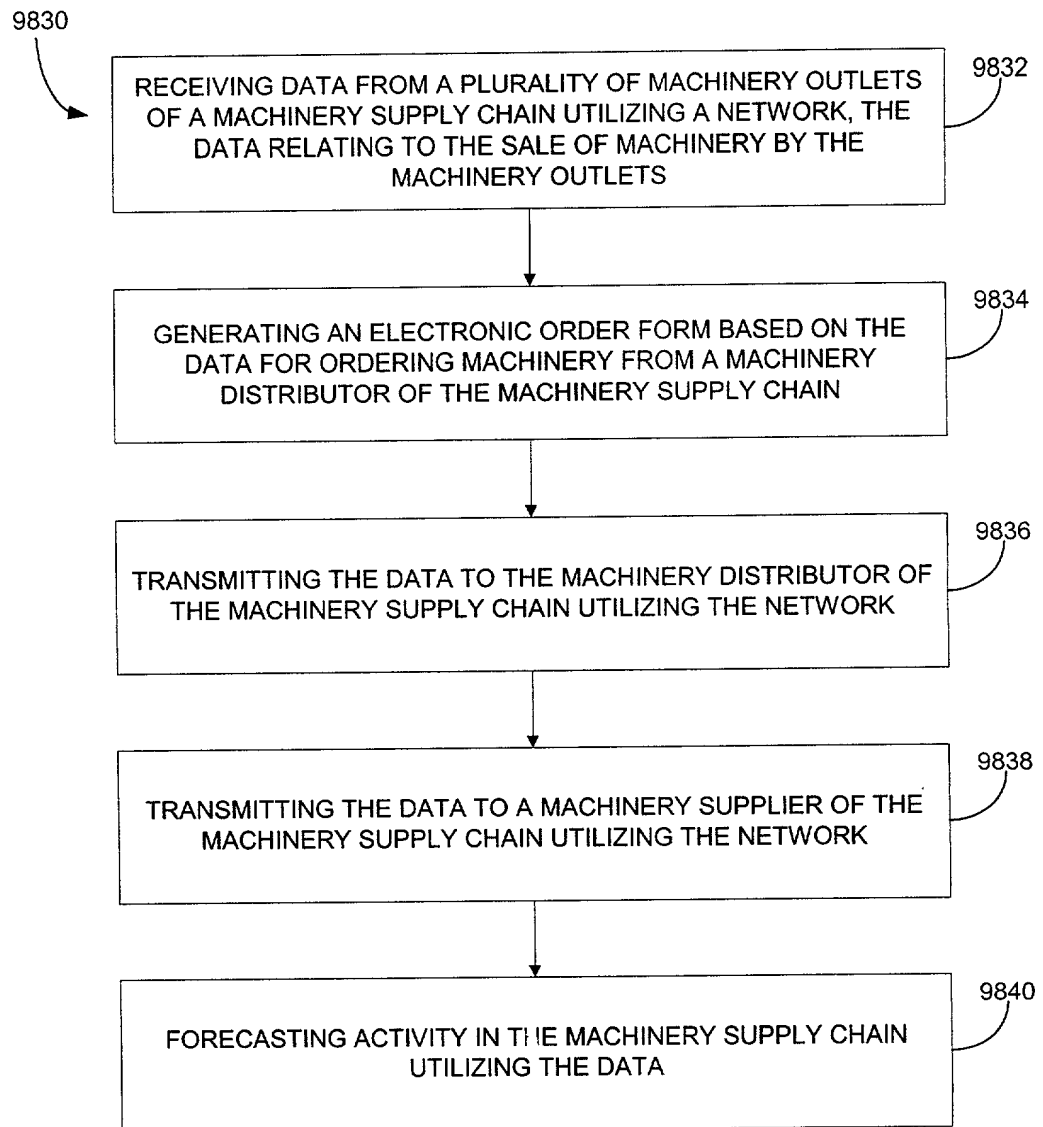 9830
9832
RECEIVING DATA FROM A PLURALITY OF MACHINERY OUTLETS
OF A MACHINERY SUPPLY CHAIN UTILIZING A NETWORK, THE
DATA RELATING TO THE SALE OF MACHINERY BY THE
MACHINERY OUTLETS
9834
GENERATING AN ELECTRONIC ORDER FORM BASED ON THE
DATA FOR ORDERING MACHINERY FROM A MACHINERY
DISTRIBUTOR OF THE MACHINERY SUPPLY CHAIN
9836
TRANSMITTING THE DATA TO THE MACHINERY DISTRIBUTOR OF
THE MACHINERY SUPPLY CHAIN UTILIZING THE NETWORK
9838
TRANSMITTING THE DATA TO A MACHINERY SUPPLIER OF THE
MACHINERY SUPPLY CHAIN UTILIZING THE NETWORK
9840
FORECASTING ACTIVITY IN THE MACHINERY SUPPLY CHAIN
UTILIZING THE DATA